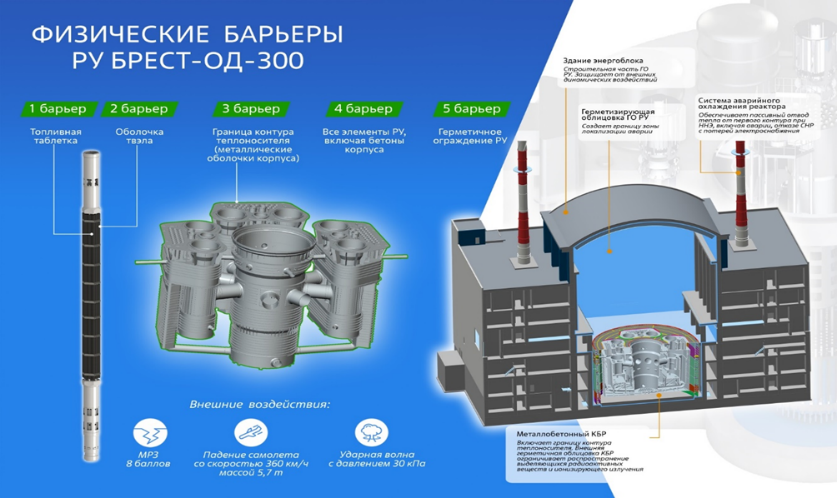 ФИЗИЧЕСКИЕ БАРЬЕРЫ
РУ БРЕСТ-ОД-300
1 барьер
2 барьер
3 барьер
4 барьер
5 барьер
Топливная
таблетка
Оболочка
твэла
Граница контура
теплоносителя
(металлические
оболочки корпуса)
Все элементы РУ,
включая бетоны
корпуса
Герметичное
ограждение РУ
Здание энергоблока
Строительная часть ГО
РУ. Защищает от внешних
динамических воздействий
Герметизирующая
облицовка ГО РУ
Создает границу зоны
локализации аварии
Система аварийного
охлаждения реактора
Обеспечивает пассивный отвод
тепла от первого контура при
ННЭ, включая аварии, отказе СНР
с потерей электроснабжения
Металлобетонный КБР
Включает границу контура
теплоносителя. Внешняя
герметичная облицовка КБР
ограничивает распространение
выделяющихся радиоактивных
веществ и ионизирующего излучения
Внешние воздействия:
МРЗ
8 баллов
Падение самолета
со скоростью 360 км/ч
массой 5,7 т
Ударная волна
с давлением 30 кПа